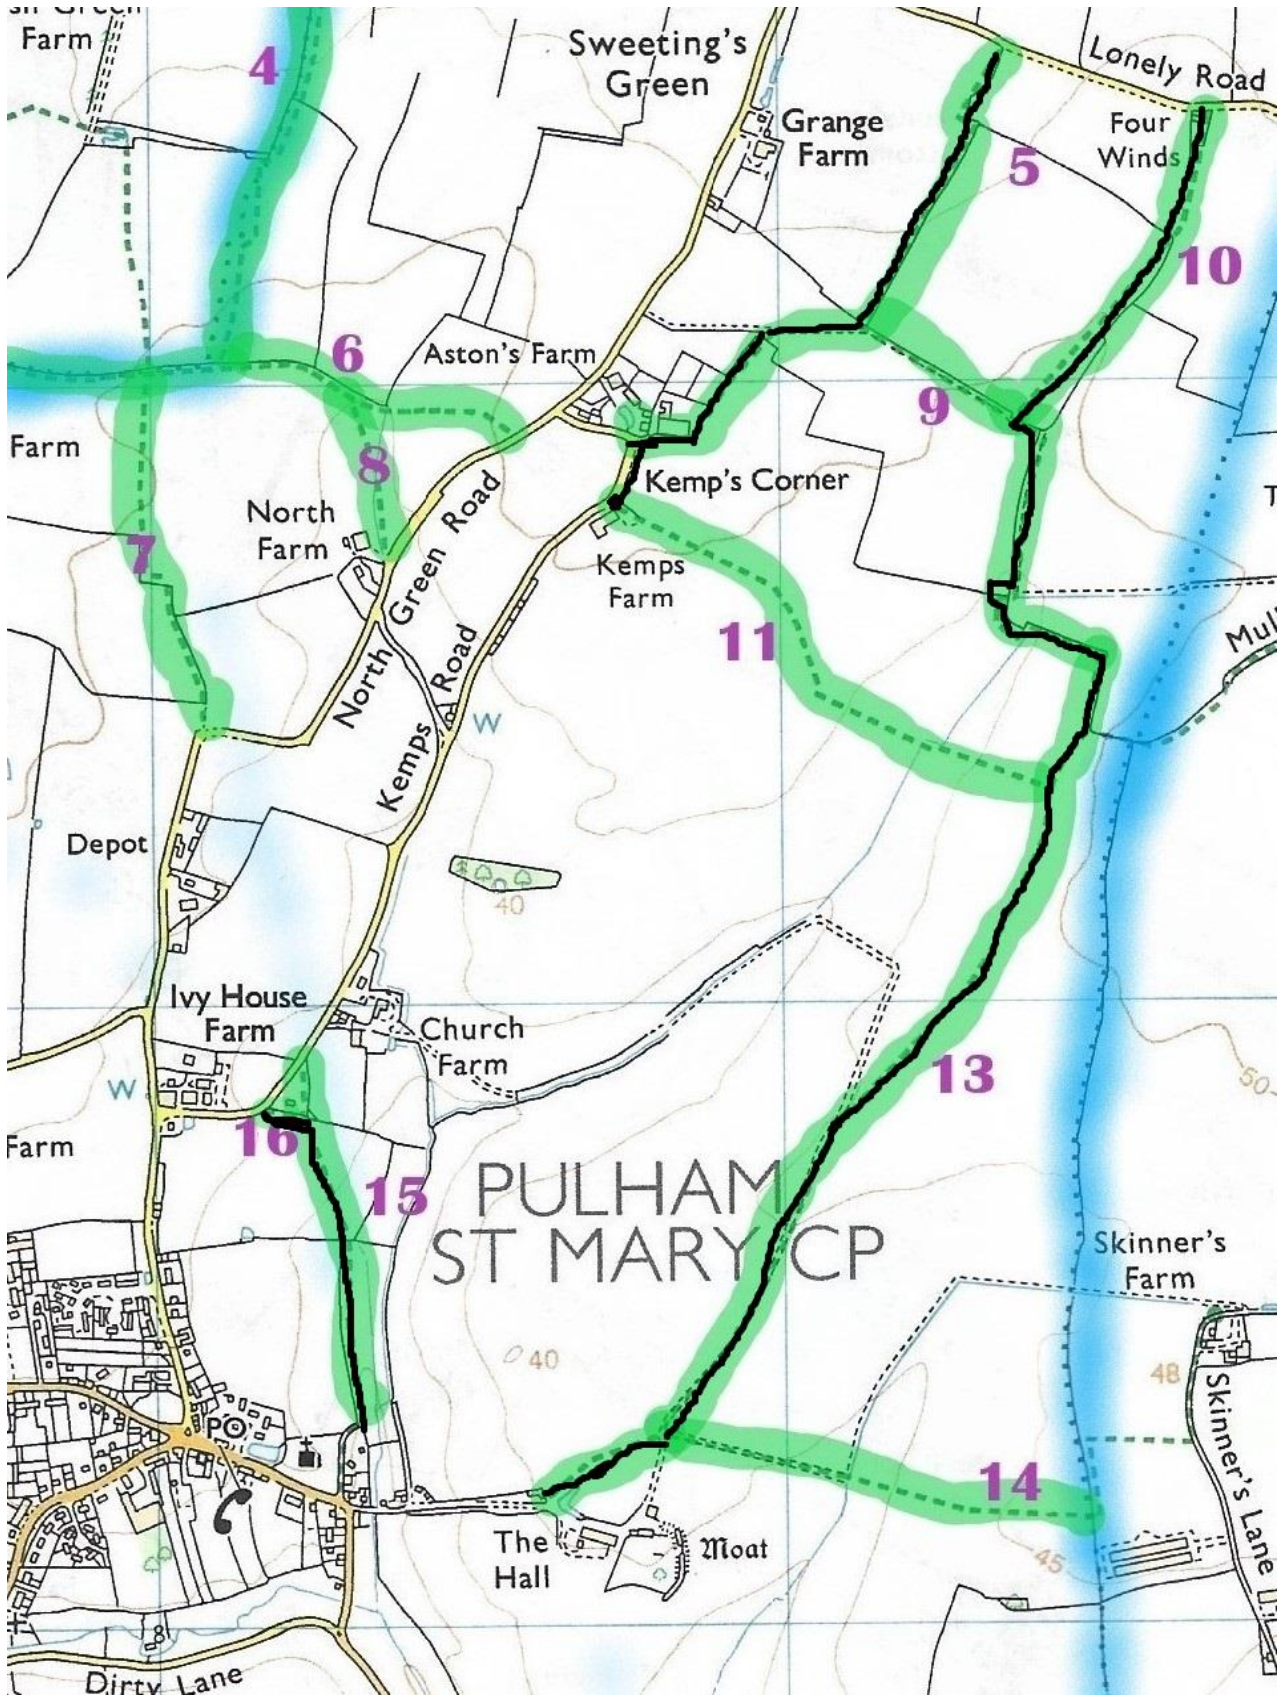 Farm
4
Sweeting's
Green
Lonely Road
Grange
Farm
Four
Winds
5
10
6
Aston's Farm
9
Farm
8
Kemp's Corner
North
Farm
North Green Road
7
Kemps
Farm
11
Kemps Road
W
Depot
40
Ivy House
Farm
Church
Farm
13
50
W
Farm
16
15
PULHAM
ST MARY CP
Skinner's
Farm
40
48
Skinner's Lane
PO
14
The
Hall
Moat
45
Dirty Lane